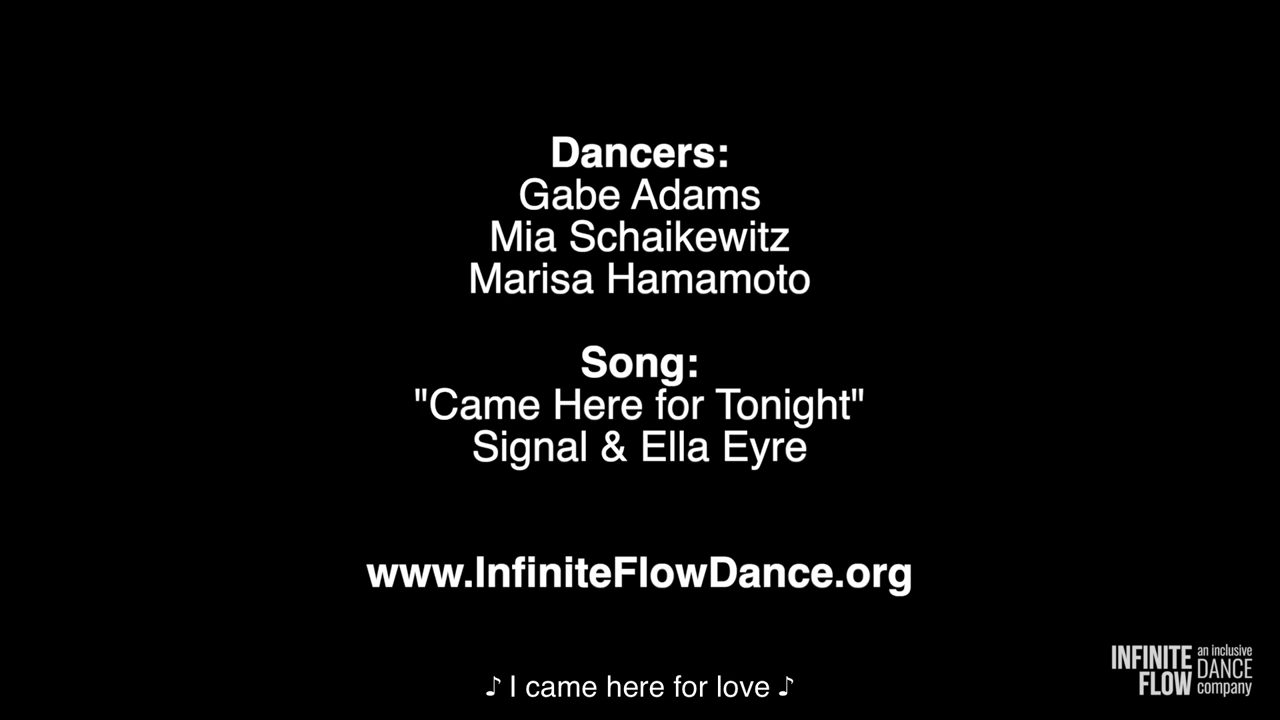 Dancers:
Gabe Adams
Mia Schaikewitz
Marisa Hamamoto
Song:
"Came Here for Tonight"
Signal & Ella Eyre
www.InfiniteFlowDance.org
♪ I came here for love ♪
INFINITE FLOW
an inclusive
DANCE
company